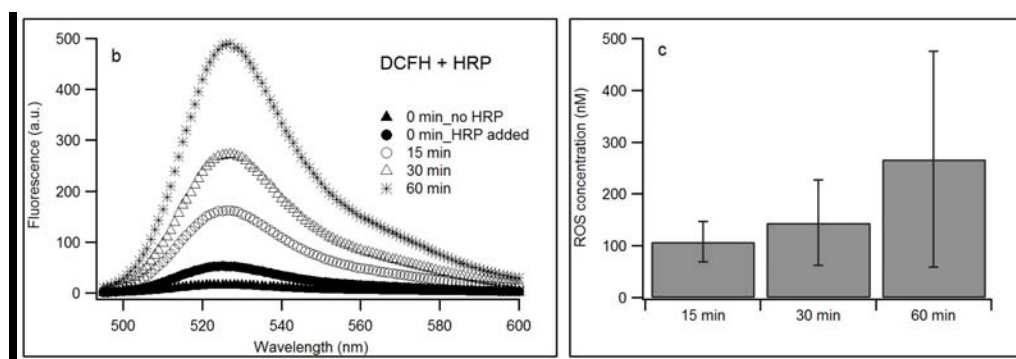 b
DCFH + HRP
0 min_no HRP
0 min_HRP added
15 min
30 min
60 min
Fluorescence (a.u.)
500
400
300
200
100
0
500 520 540 560 580 600
Wavelength (nm)
c
ROS concentration (nM)
500
400
300
200
100
0
15 min 30 min 60 min